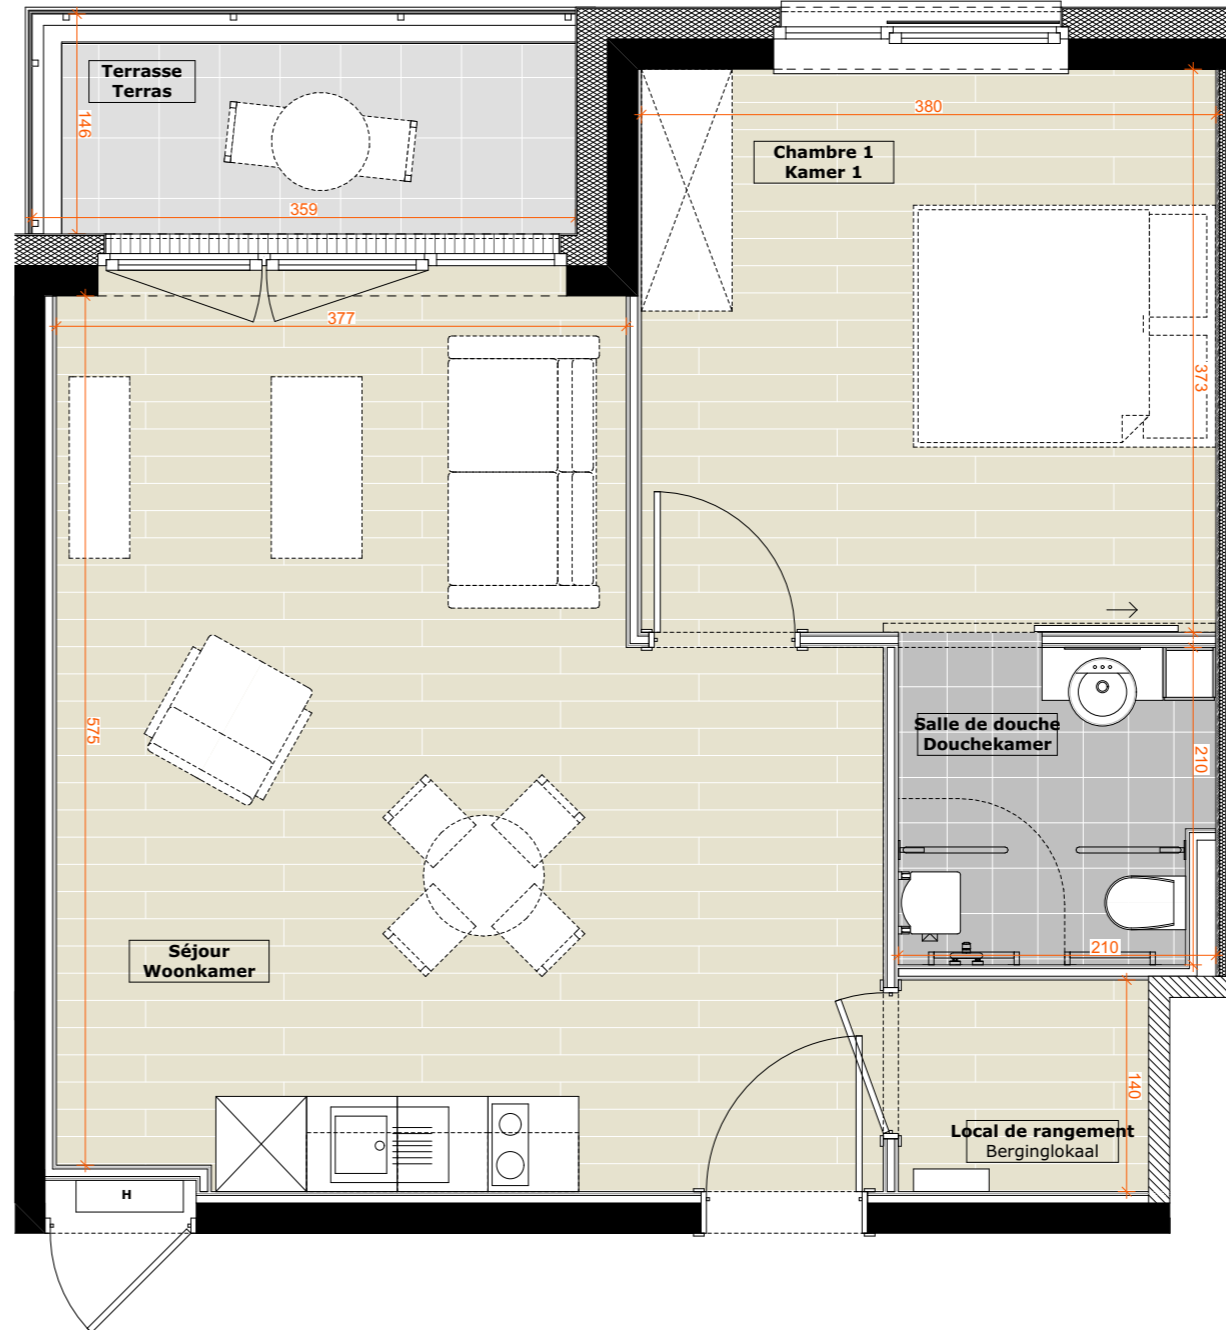 Terrasse
Terras
146
359
380
Chambre 1
Kamer 1
373
377
575
Salle de douche
Douchekamer
210
210
Séjour
Woonkamer
140
Local de rangement
Berginglokaal
H